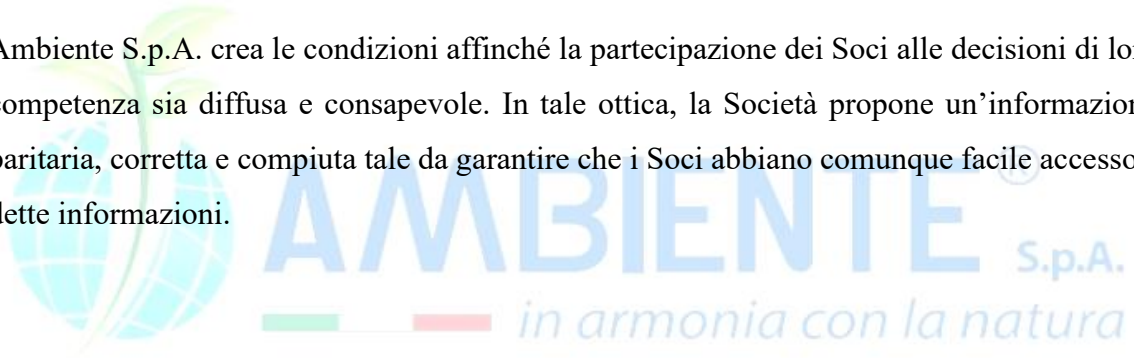 Ambiente S.p.A. crea le condizioni affinché la partecipazione dei Soci alle decisioni di
competenza sia diffusa e consapevole. In tale ottica, la Società propone un’
paritaria, corretta e compiuta tale da garantire che i Soci abbiano comunque facile accesso
dette informazioni.
AMBIENTE®
S.p.A.
in armonia con la natura